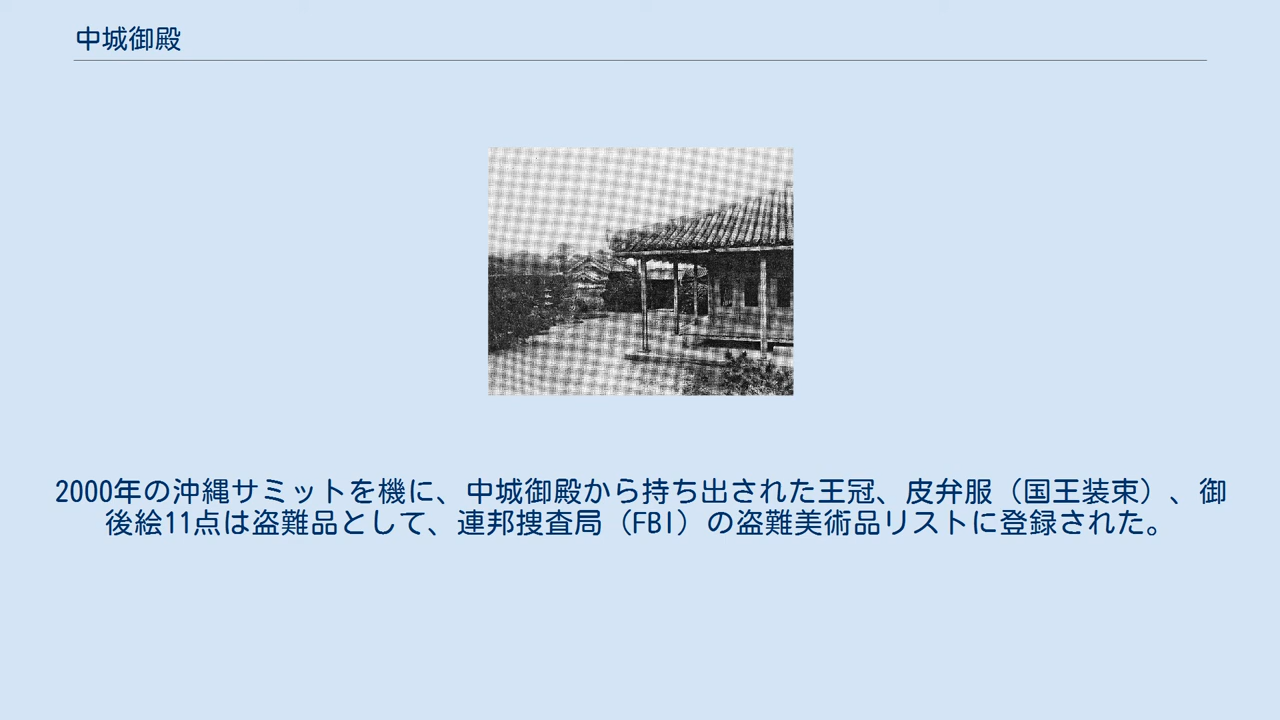 中城御殿
2000年の沖縄サミットを機に、中城御殿から持ち出された王冠、皮弁服（国王装束）、御
後絵11点は盗難品として、連邦捜査局（FBI）の盗難美術品リストに登録された。